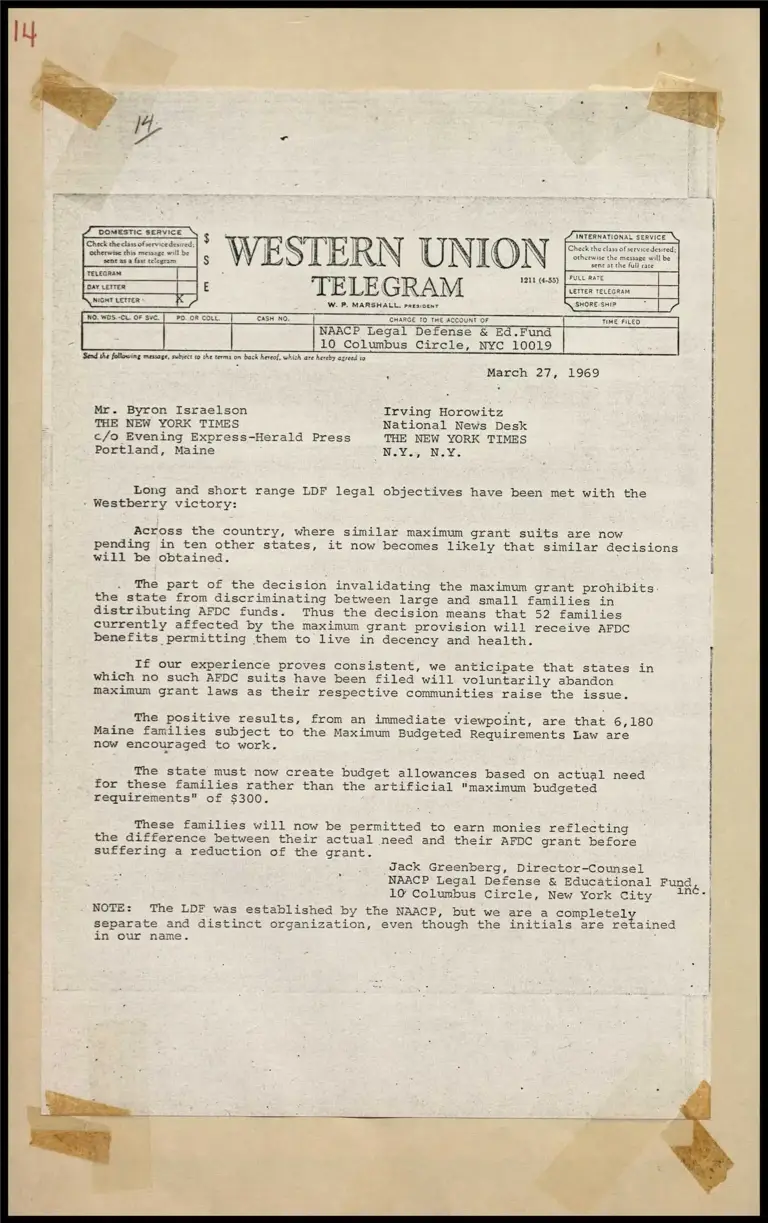 14
14
DOMESTIC SERVICE
Check the class of service desired;
otherwise this message will be
sent as a fast telegram
TELEGRAM
DAY LETTER
NIGHT LETTER X
$
S
E
WESTERN UNION
TELEGRAM
1211 (4-55)
W. P. MARSHALL, PRESIDENT
INTERNATIONAL SERVICE
Check the class of service desired;
otherwise the message will be
sent at the full rate
FULL RATE
LETTER TELEGRAM
SHORE-SHIP
NO. WDS.-CL. OF SVC. PD. OR COLL. CASH NO. CHARGE TO THE ACCOUNT OF TIME FILED
NAACP Legal Defense & Ed.Fund
10 Columbus Circle, NYC 10019
Send the following message, subject to the terms on back hereof, which are hereby agreed to
March 27, 1969
Mr. Byron Israelson
THE NEW YORK TIMES
c/o Evening Express-Herald Press
Portland, Maine
Irving Horowitz
National News Desk
THE NEW YORK TIMES
N.Y., N.Y.
Long and short range LDF legal objectives have been met with the
Westberry victory:
Across the country, where similar maximum grant suits are now
pending in ten other states, it now becomes likely that similar decisions
will be obtained.
The part of the decision invalidating the maximum grant prohibits
the state from discriminating between large and small families in
distributing AFDC funds. Thus the decision means that 52 families
currently affected by the maximum grant provision will receive AFDC
benefits permitting them to live in decency and health.
If our experience proves consistent, we anticipate that states in
which no such AFDC suits have been filed will voluntarily abandon
maximum grant laws as their respective communities raise the issue.
The positive results, from an immediate viewpoint, are that 6,180
Maine families subject to the Maximum Budgeted Requirements Law are
now encouraged to work.
The state must now create budget allowances based on actual need
for these families rather than the artificial "maximum budgeted
requirements" of $300.
These families will now be permitted to earn monies reflecting
the difference between their actual need and their AFDC grant before
suffering a reduction of the grant.
Jack Greenberg, Director-Counsel
NAACP Legal Defense & Educational Fund,
10 Columbus Circle, New York City inc.
NOTE: The LDF was established by the NAACP, but we are a completely
separate and distinct organization, even though the initials are retained
in our name.